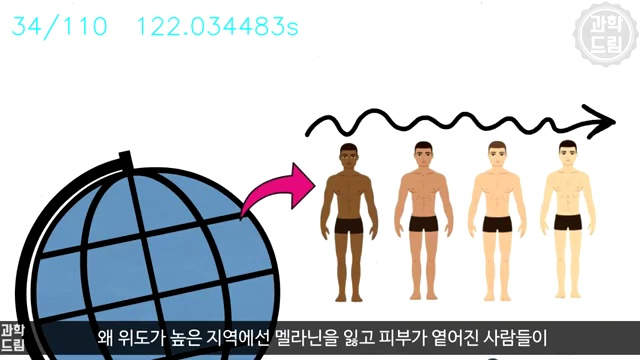 34/110 122.034483s
과학
드림
과학
드림
왜 위도가 높은 지역에선 멜라닌을 잃고 피부가 옅어진 사람들이